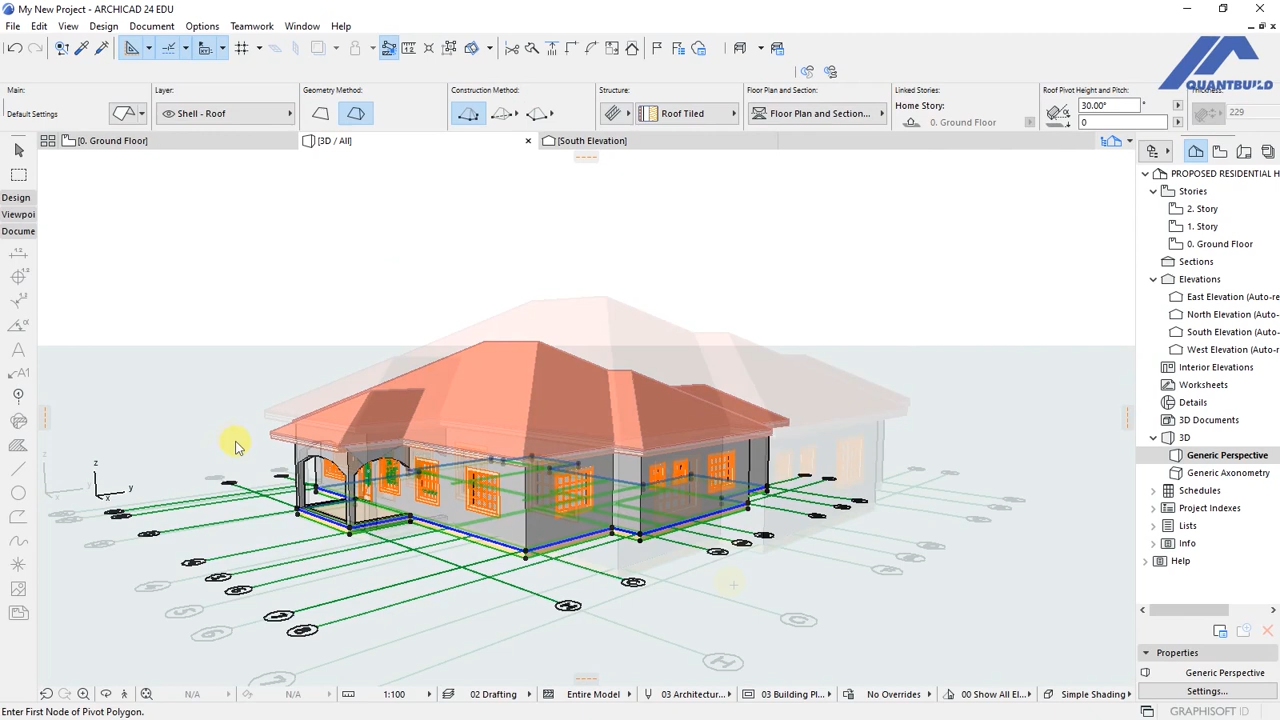 My New Project - ARCHICAD 24 EDU
File Edit View Design Document Options Teamwork Window Help
QUANTBUILD
Main: Layer: Geometry Method: Construction Method: Structure: Floor Plan and Section: Linked Stories: Roof Pivot Height and Pitch: Thickness:
Default Settings Shell - Roof Roof Tiled Floor Plan and Section... Home Story: 30.00° 229
0. Ground Floor 0
[0. Ground Floor] [3D / All] [South Elevation]
Design
Viewpoi
Docume
PROPOSED RESIDENTIAL H
Stories
2. Story
1. Story
0. Ground Floor
Sections
Elevations
East Elevation (Auto-re
North Elevation (Auto-
South Elevation (Auto-r
West Elevation (Auto-r
Interior Elevations
Worksheets
Details
3D Documents
3D
Generic Perspective
Generic Axonometry
Schedules
Project Indexes
Lists
Info
Help
z
y
x
H
Properties
Generic Perspective
Settings...
N/A N/A 1:100 02 Drafting Entire Model 03 Architectur... 03 Building Pl... No Overrides 00 Show All El... Simple Shading
Enter First Node of Pivot Polygon. GRAPHISOFT ID